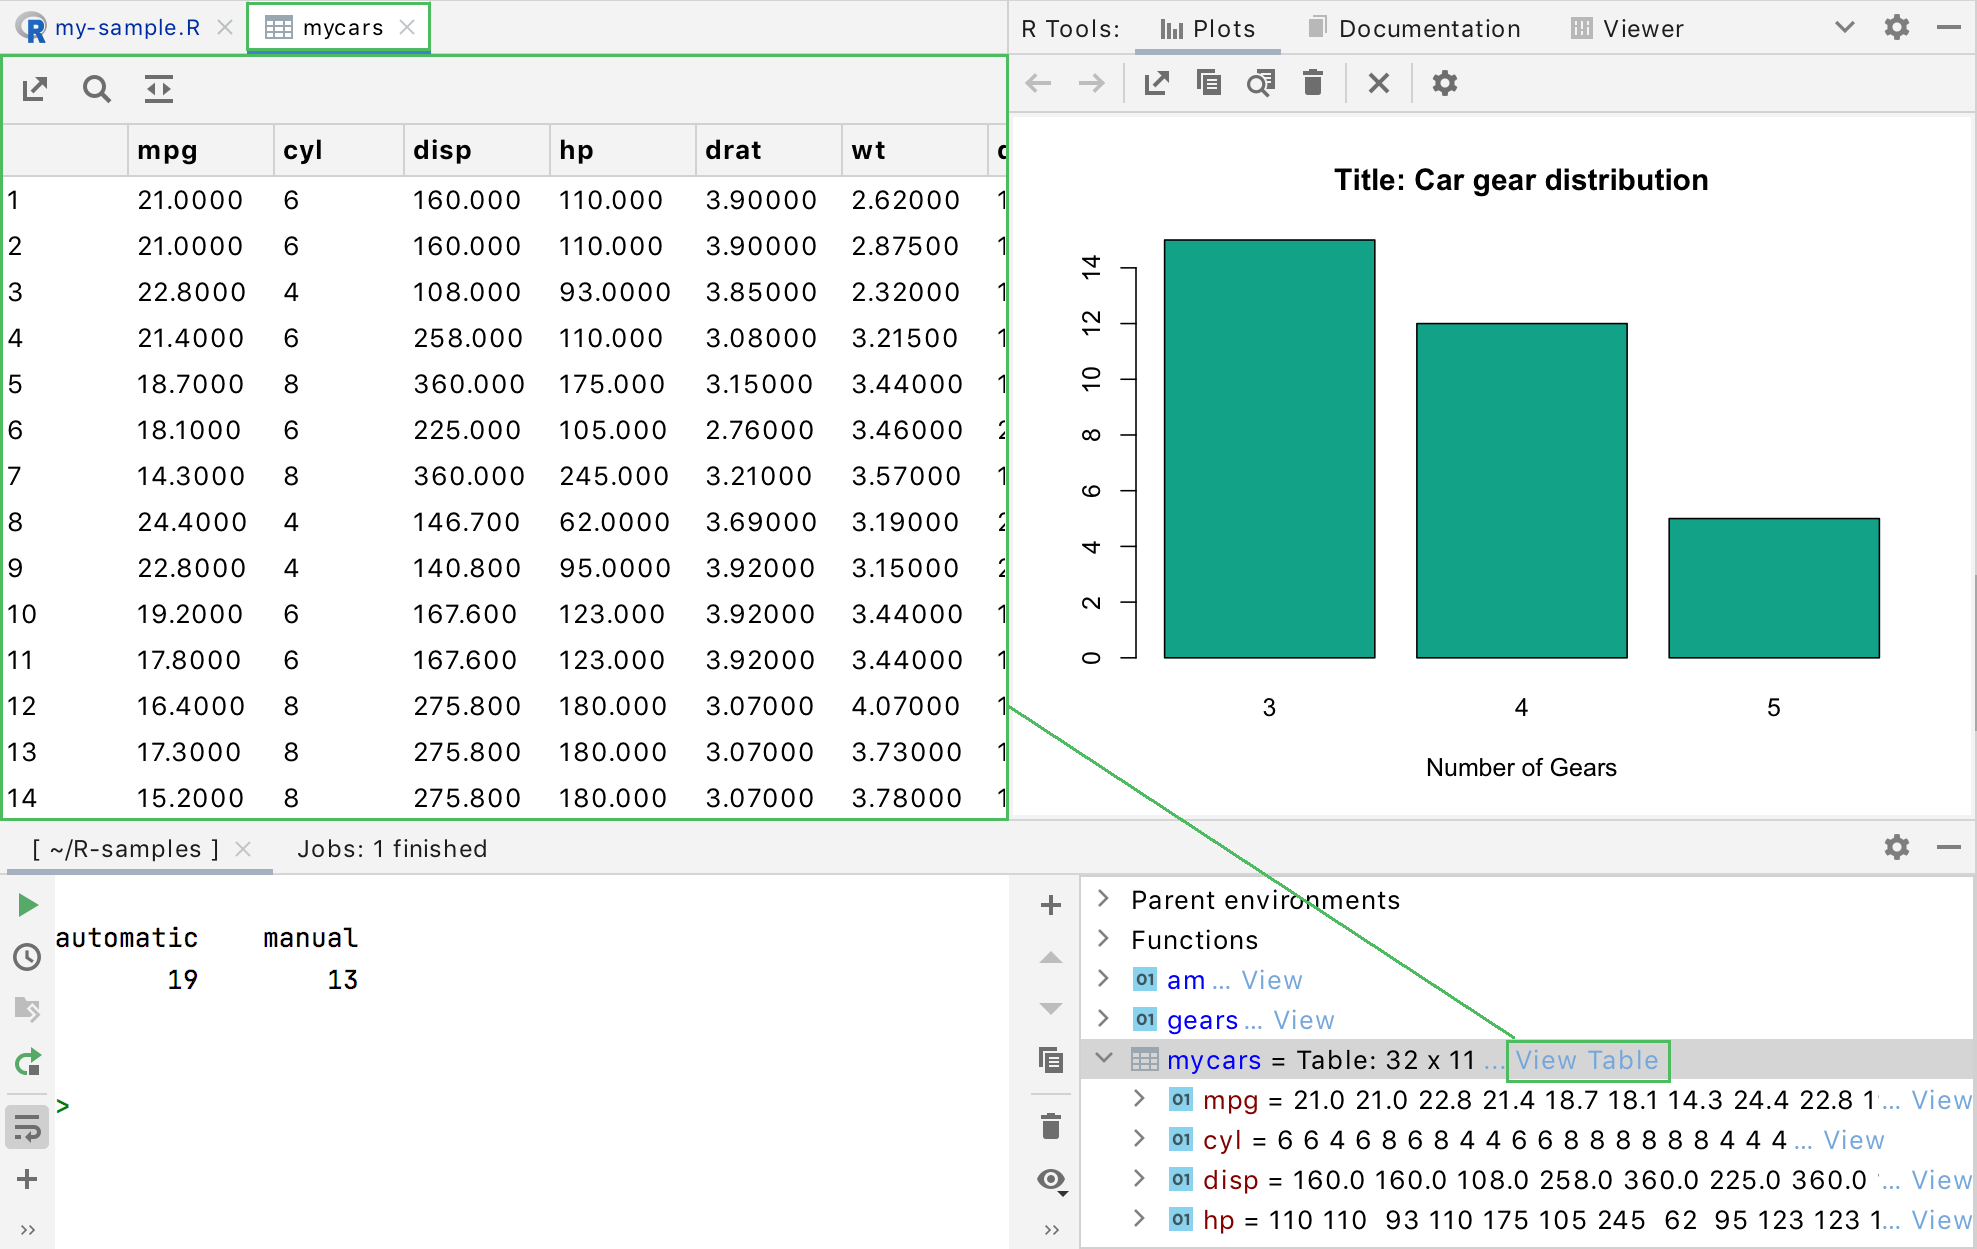 my-sample.R
mycars
R Tools: Plots Documentation Viewer
mpg cyl disp hp drat wt
1 21.0000 6 160.000 110.000 3.90000 2.62000 1
2 21.0000 6 160.000 110.000 3.90000 2.87500 1
3 22.8000 4 108.000 93.0000 3.85000 2.32000 1
4 21.4000 6 258.000 110.000 3.08000 3.21500 1
5 18.7000 8 360.000 175.000 3.15000 3.44000 1
6 18.1000 6 225.000 105.000 2.76000 3.46000 2
7 14.3000 8 360.000 245.000 3.21000 3.57000 1
8 24.4000 4 146.700 62.0000 3.69000 3.19000 2
9 22.8000 4 140.800 95.0000 3.92000 3.15000 2
10 19.2000 6 167.600 123.000 3.92000 3.44000 1
11 17.8000 6 167.600 123.000 3.92000 3.44000 1
12 16.4000 8 275.800 180.000 3.07000 4.07000 1
13 17.3000 8 275.800 180.000 3.07000 3.73000 1
14 15.2000 8 275.800 180.000 3.07000 3.78000 1
Title: Car gear distribution
14
12
10
8
6
4
2
0
3 4 5
Number of Gears
[ ~/R-samples ] Jobs: 1 finished
automatic manual
19 13
>
Parent environments
Functions
01 am ... View
01 gears ... View
mycars = Table: 32 x 11 ... View Table
01 mpg = 21.0 21.0 22.8 21.4 18.7 18.1 14.3 24.4 22.8 1... View
01 cyl = 6 6 4 6 8 6 8 4 4 6 6 8 8 8 8 8 8 4 4 4 ... View
01 disp = 160.0 160.0 108.0 258.0 360.0 225.0 360.0 ... View
01 hp = 110 110 93 110 175 105 245 62 95 123 123 1... View